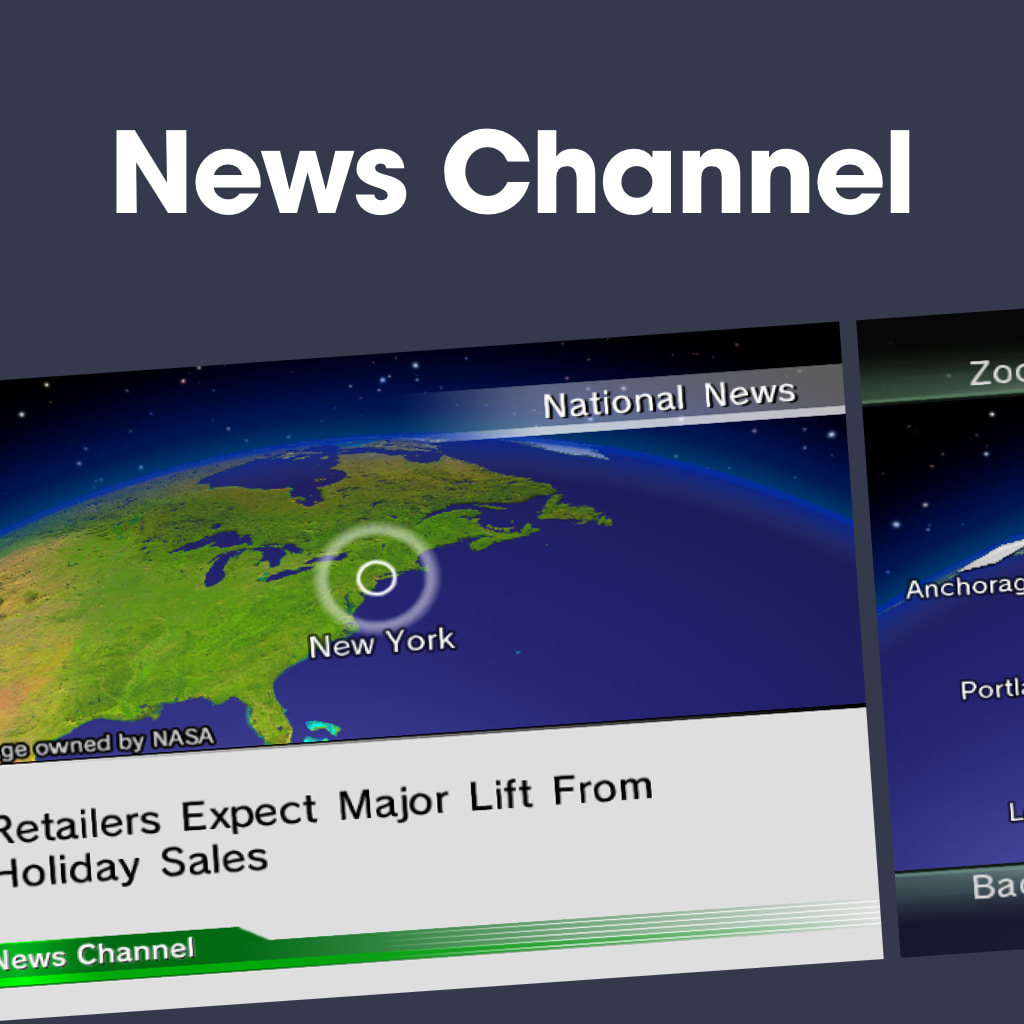 News Channel
National News
New York
ge owned by NASA
Retailers Expect Major Lift From
Holiday Sales
News Channel
Zoo
Anchorag
Portla
L
Bac